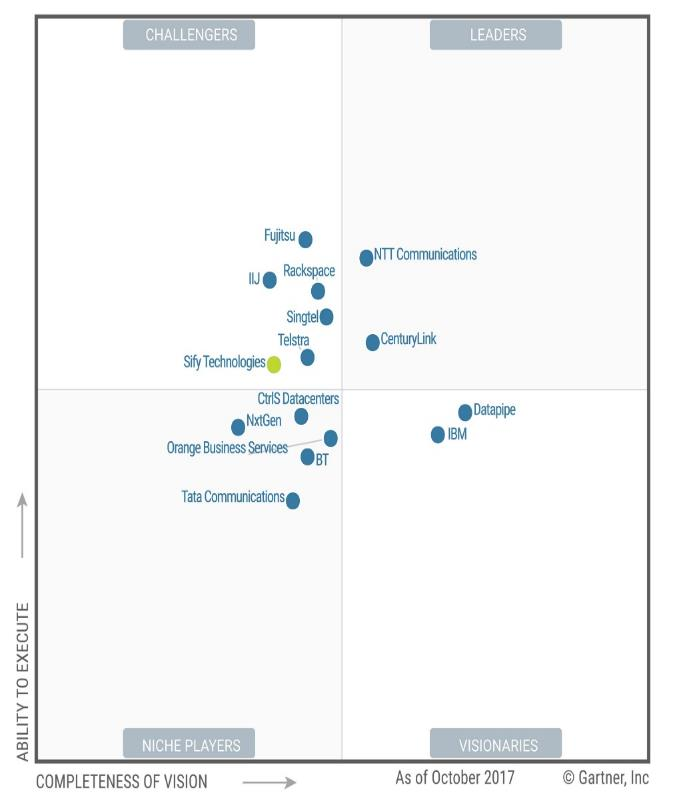 CHALLENGERS
LEADERS
Fujitsu
NTT Communications
IIJ
Rackspace
Singtel
Telstra
CenturyLink
Sify Technologies
CtrlS Datacenters
NxtGen
Datapipe
IBM
Orange Business Services
BT
Tata Communications
ABILITY TO EXECUTE
NICHE PLAYERS
VISIONARIES
COMPLETENESS OF VISION
As of October 2017
© Gartner, Inc